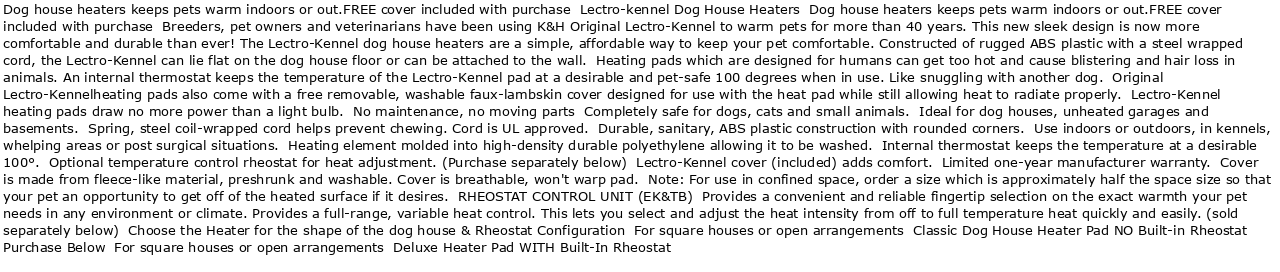 Dog house heaters keeps pets warm indoors or out.FREE cover included with purchase  Lectro-kennel Dog House Heaters  Dog house heaters keeps pets warm indoors or out.FREE cover
included with purchase  Breeders, pet owners and veterinarians have been using K&H Original Lectro-Kennel to warm pets for more than 40 years. This new sleek design is now more
comfortable and durable than ever! The Lectro-Kennel dog house heaters are a simple, affordable way to keep your pet comfortable. Constructed of rugged ABS plastic with a steel wrapped
cord, the Lectro-Kennel can lie flat on the dog house floor or can be attached to the wall.  Heating pads which are designed for humans can get too hot and cause blistering and hair loss in
animals. An internal thermostat keeps the temperature of the Lectro-Kennel pad at a desirable and pet-safe 100 degrees when in use. Like snuggling with another dog.  Original
Lectro-Kennelheating pads also come with a free removable, washable faux-lambskin cover designed for use with the heat pad while still allowing heat to radiate properly.  Lectro-Kennel
heating pads draw no more power than a light bulb.  No maintenance, no moving parts  Completely safe for dogs, cats and small animals.  Ideal for dog houses, unheated garages and
basements.  Spring, steel coil-wrapped cord helps prevent chewing. Cord is UL approved.  Durable, sanitary, ABS plastic construction with rounded corners.  Use indoors or outdoors, in kennels,
whelping areas or post surgical situations.  Heating element molded into high-density durable polyethylene allowing it to be washed.  Internal thermostat keeps the temperature at a desirable
100°.  Optional temperature control rheostat for heat adjustment. (Purchase separately below)  Lectro-Kennel cover (included) adds comfort.  Limited one-year manufacturer warranty.  Cover
is made from fleece-like material, preshrunk and washable. Cover is breathable, won't warp pad.  Note: For use in confined space, order a size which is approximately half the space size so that
your pet an opportunity to get off of the heated surface if it desires.  RHEOSTAT CONTROL UNIT (EK&TB)  Provides a convenient and reliable fingertip selection on the exact warmth your pet
needs in any environment or climate. Provides a full-range, variable heat control. This lets you select and adjust the heat intensity from off to full temperature heat quickly and easily. (sold
separately below)  Choose the Heater for the shape of the dog house & Rheostat Configuration  For square houses or open arrangements  Classic Dog House Heater Pad NO Built-in Rheostat
Purchase Below  For square houses or open arrangements  Deluxe Heater Pad WITH Built-In Rheostat